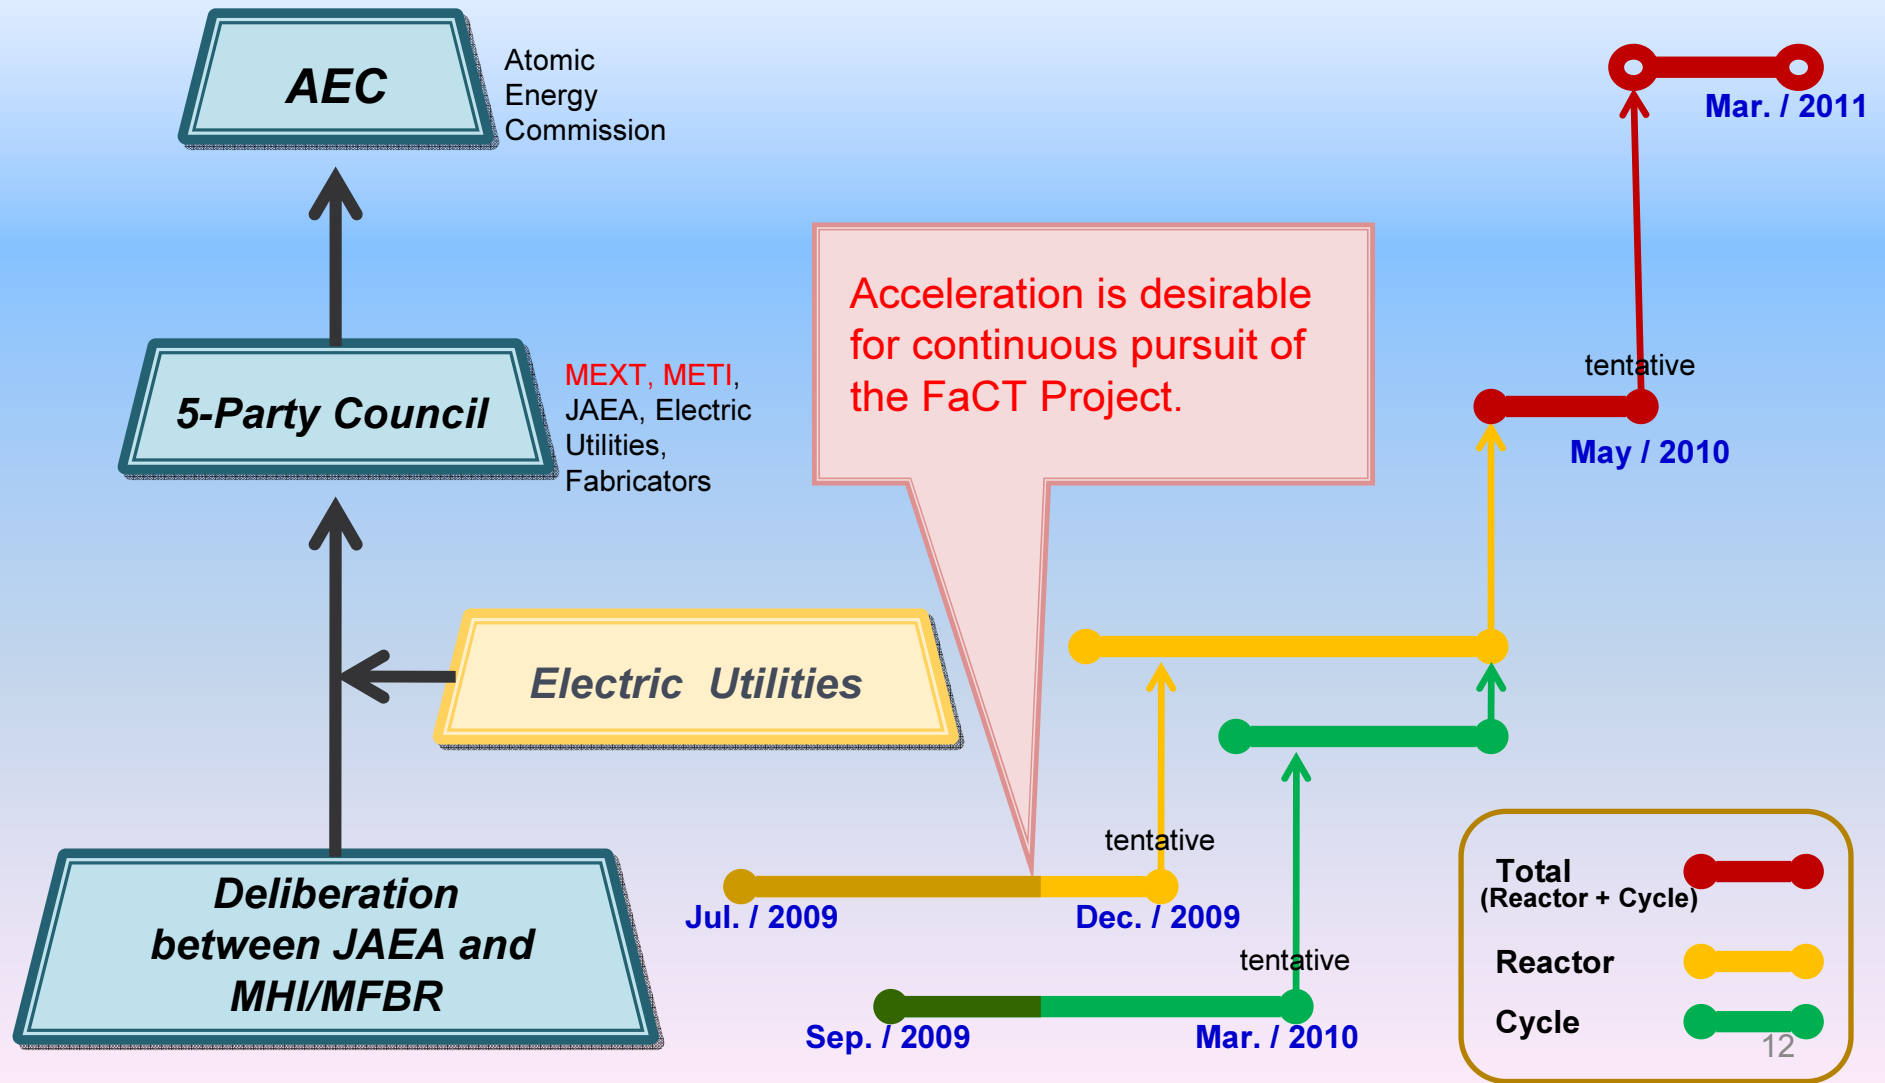 AEC
Atomic
Energy
Commission
Mar. / 2011
Acceleration is desirable
for continuous pursuit of
the FaCT Project.
5-Party Council
MEXT, METI,
JAEA, Electric
Utilities,
Fabricators
tentative
May / 2010
Electric Utilities
tentative
Jul. / 2009
Dec. / 2009
Deliberation
between JAEA and
MHI/MFBR
tentative
Sep. / 2009
Mar. / 2010
Total
(Reactor + Cycle)
Reactor
Cycle
12